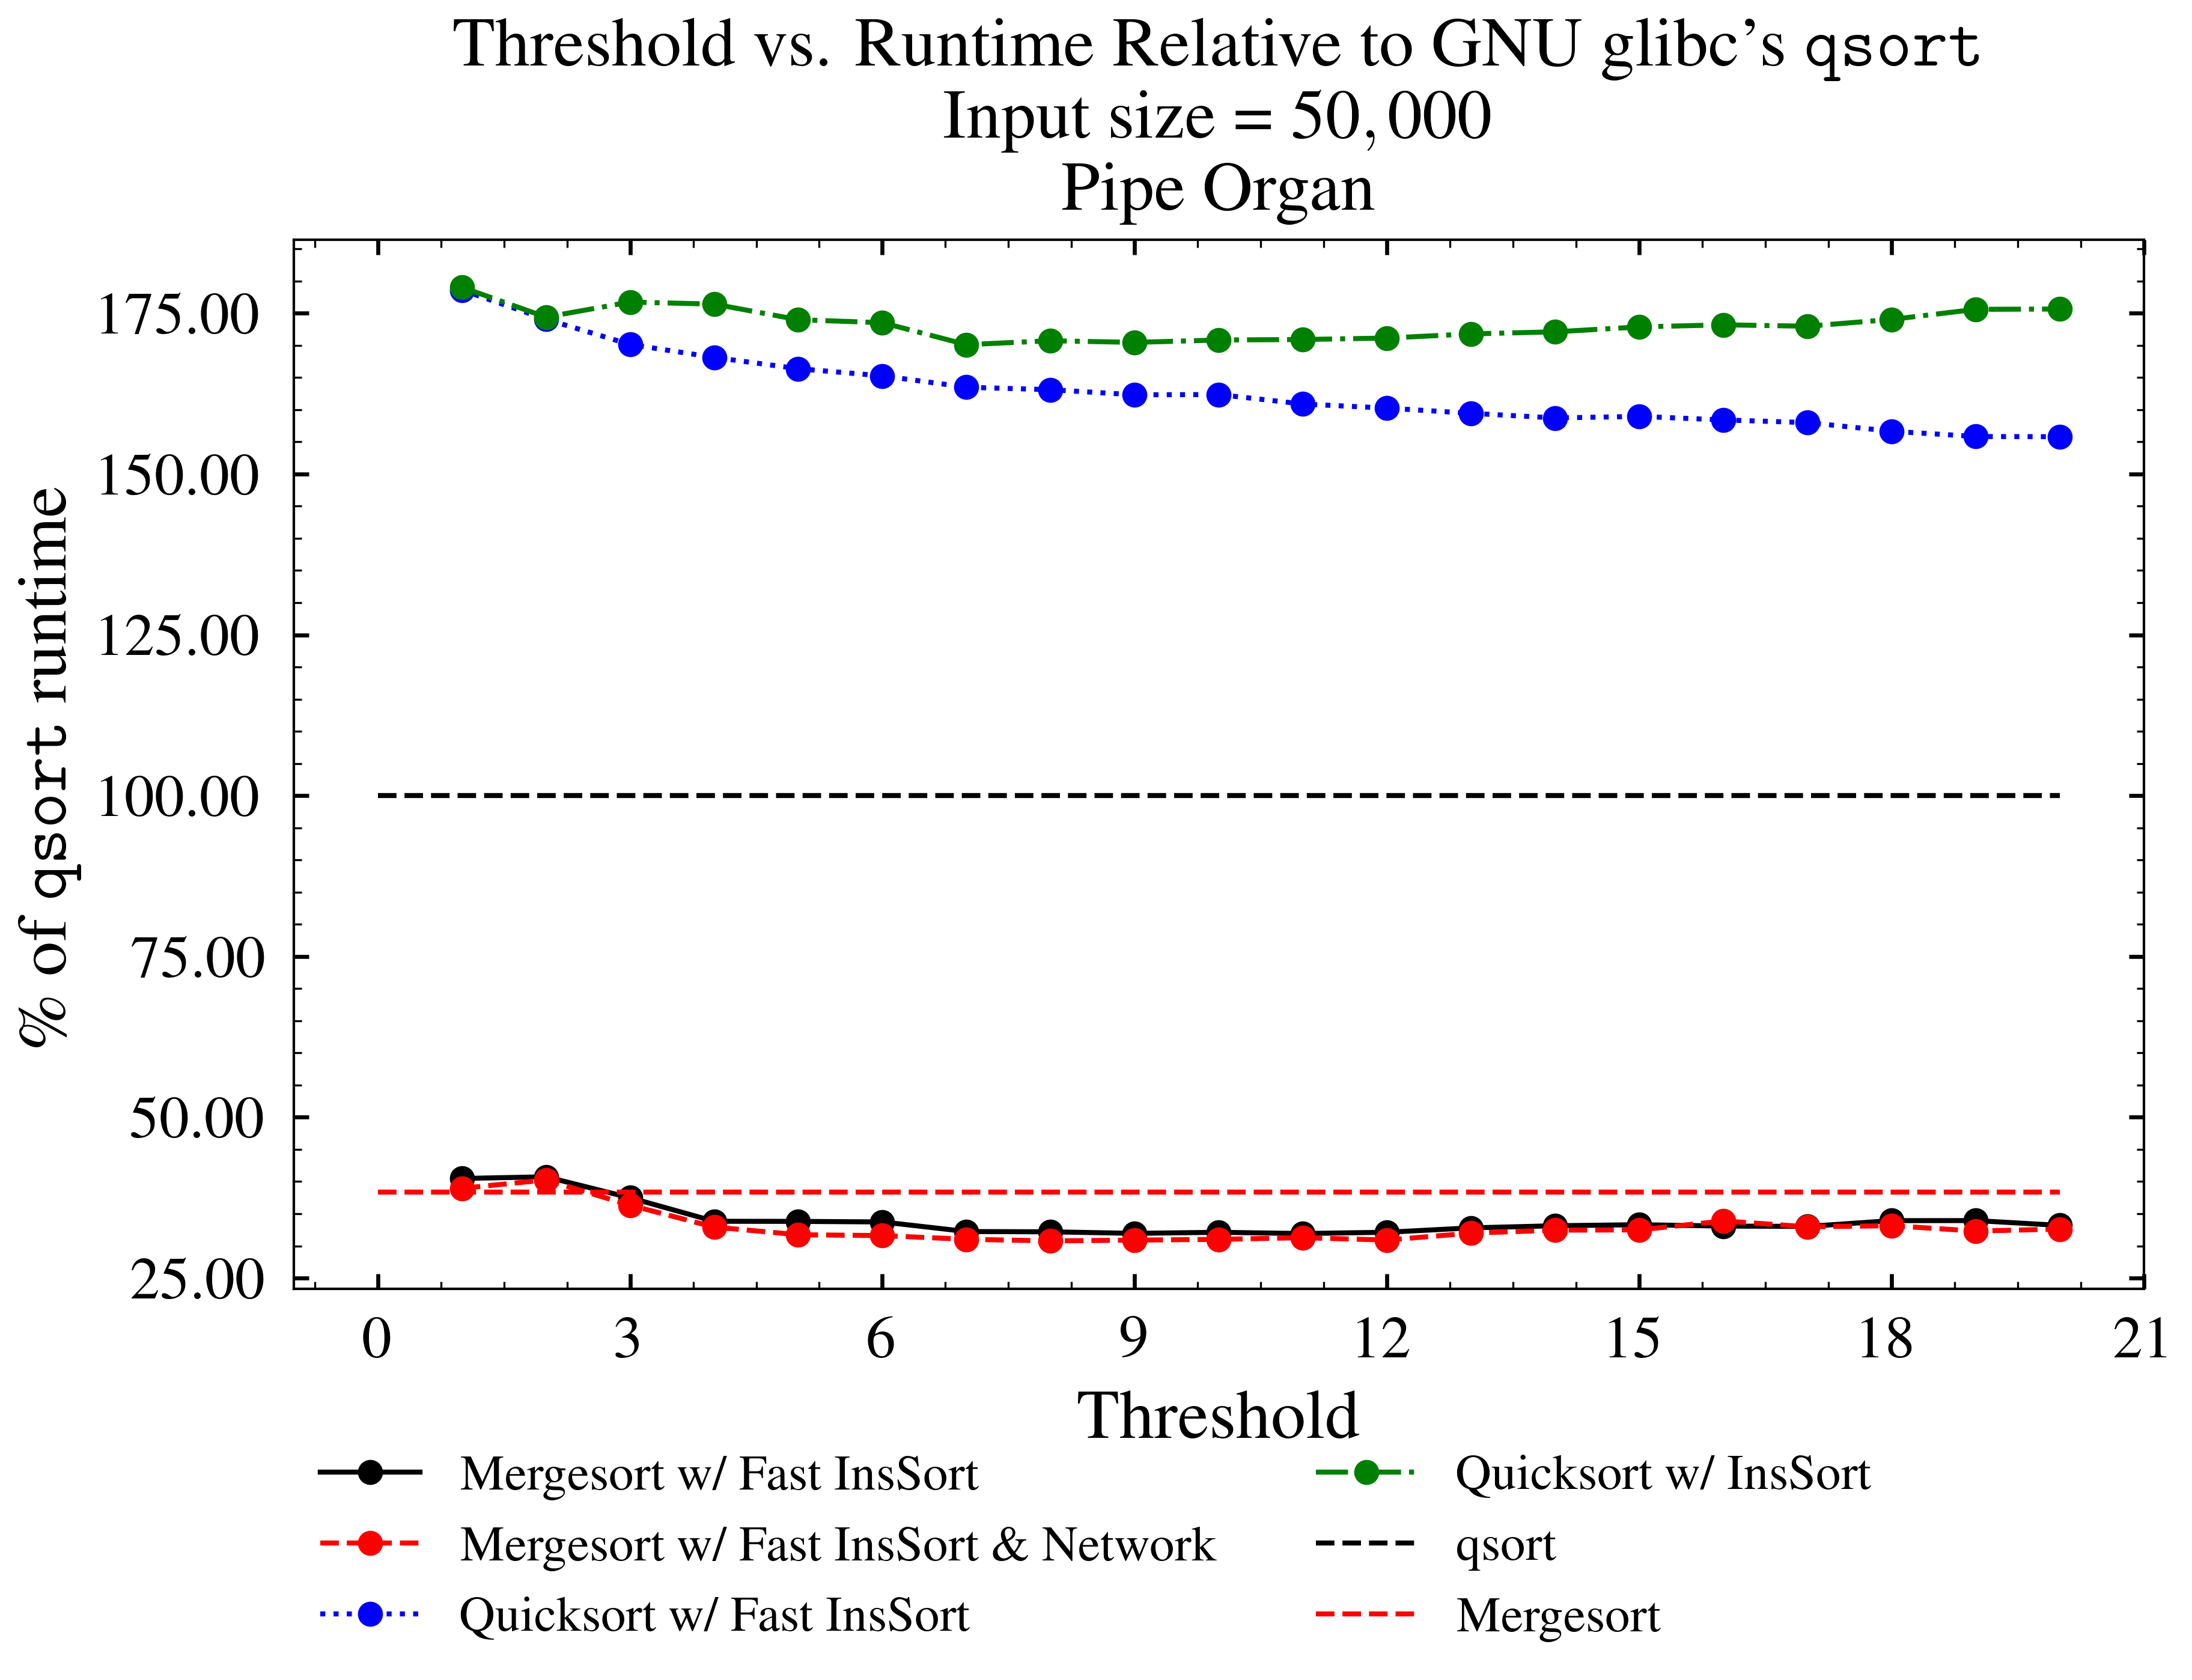 Threshold vs. Runtime Relative to GNU glibc's qsort
Input size = 50,000
Pipe Organ
% of qsort runtime
175.00
150.00
125.00
100.00
75.00
50.00
25.00
0 3 6 9 12 15 18 21
Threshold
Mergesort w/ Fast InsSort
Mergesort w/ Fast InsSort & Network
Quicksort w/ Fast InsSort
Quicksort w/ InsSort
qsort
Mergesort